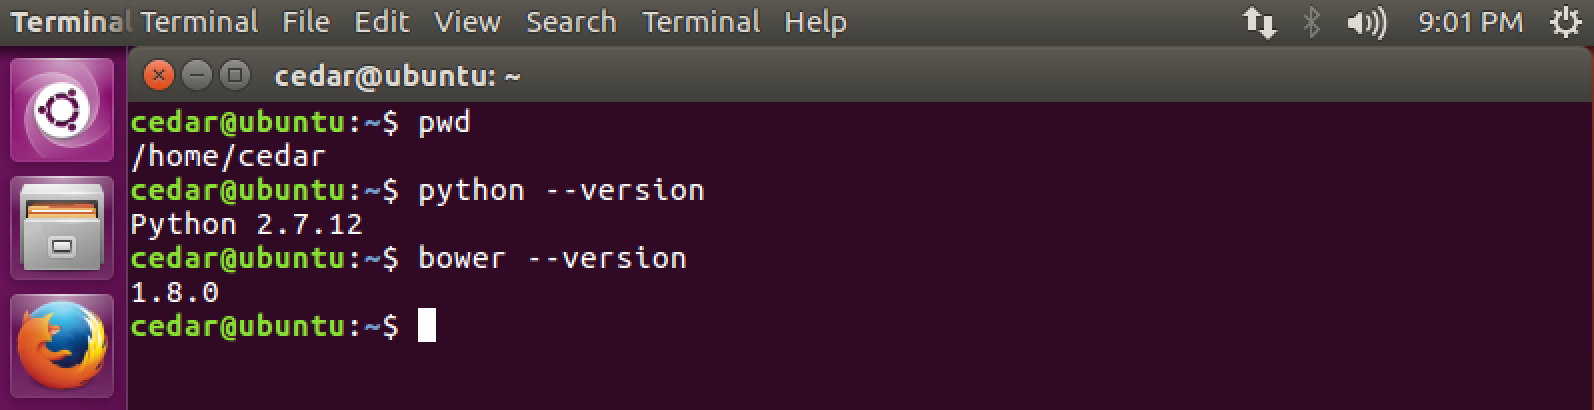 Terminal Terminal File Edit View Search Terminal Help 9:01 PM
cedar@ubuntu: ~
cedar@ubuntu:~$ pwd
/home/cedar
cedar@ubuntu:~$ python --version
Python 2.7.12
cedar@ubuntu:~$ bower --version
1.8.0
cedar@ubuntu:~$